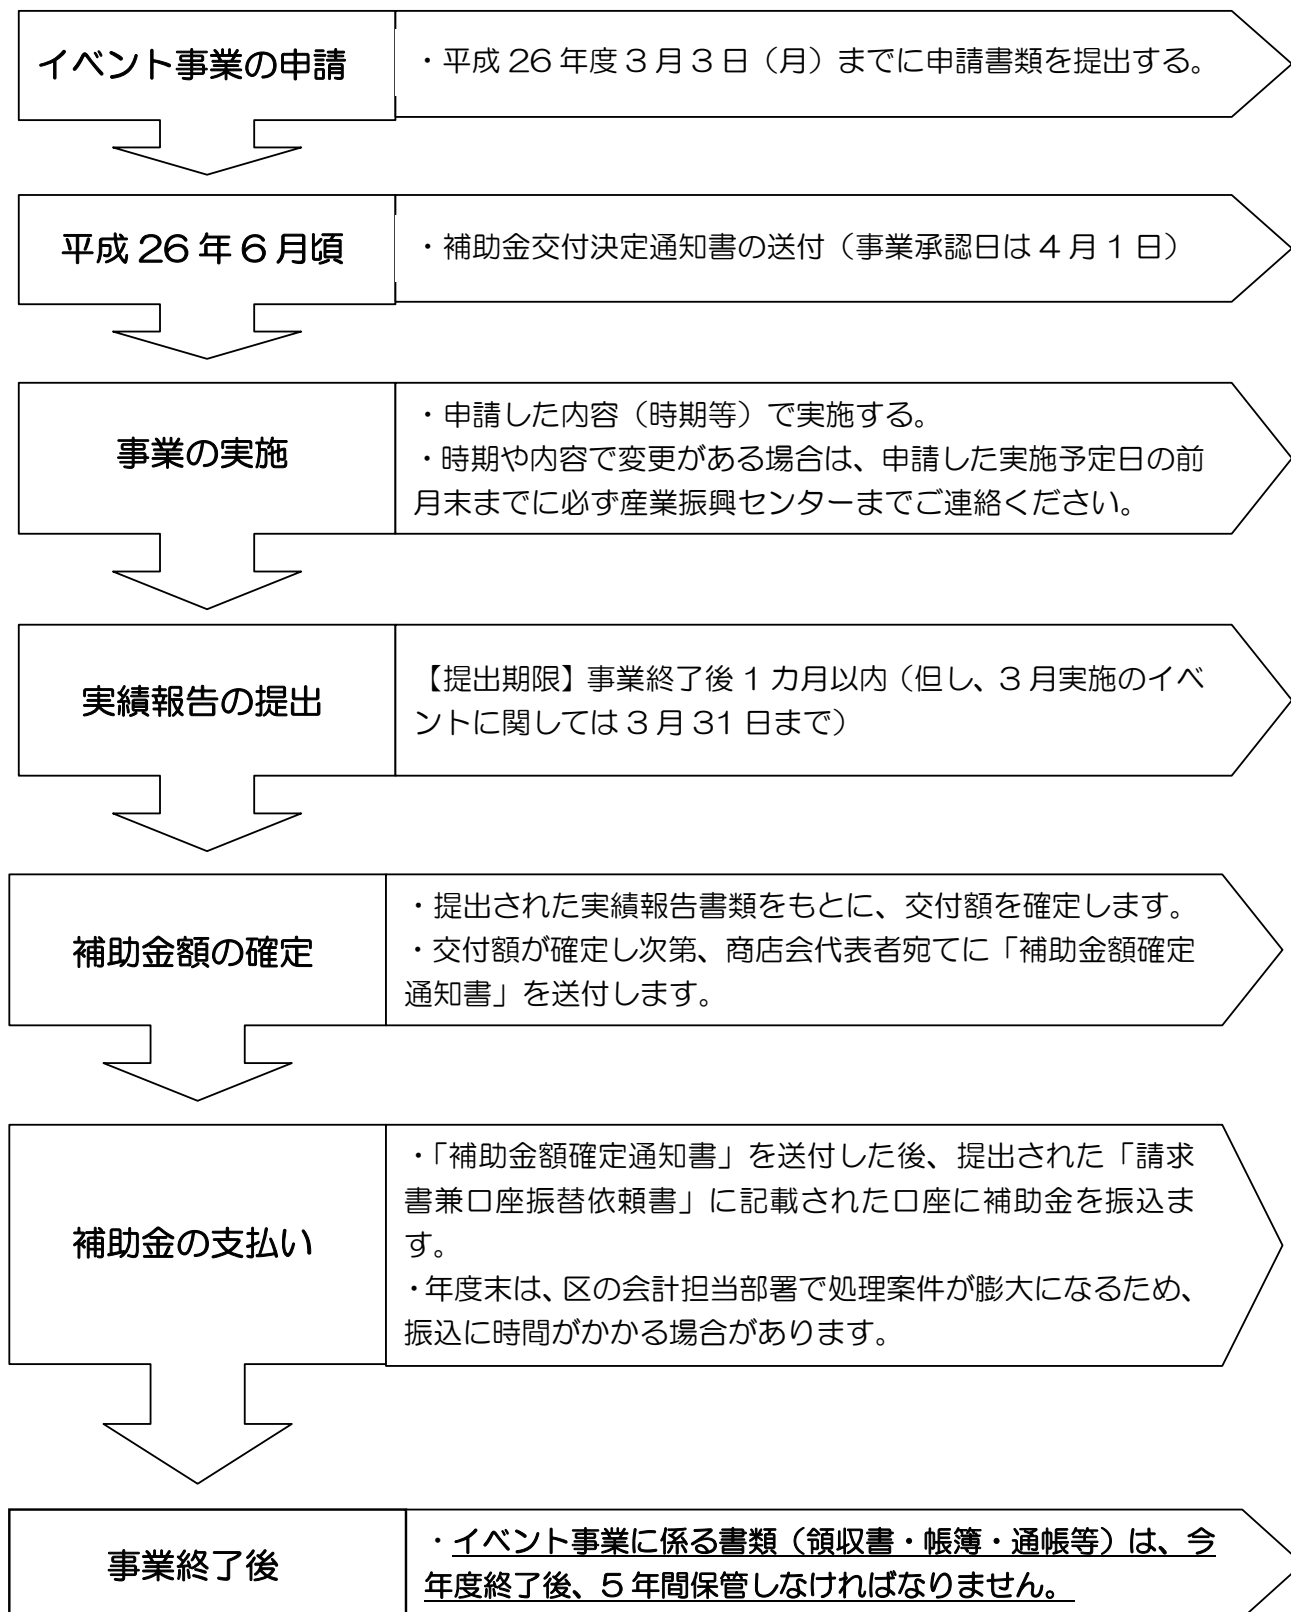 イベント事業の申請
・平成 26 年度 3 月 3 日（月）までに申請書類を提出する。
平成 26 年 6 月頃
・補助金交付決定通知書の送付（事業承認日は 4 月 1 日）
事業の実施
・申請した内容（時期等）で実施する。
・時期や内容で変更がある場合は、申請した実施予定日の前
月末までに必ず産業振興センターまでご連絡ください。
実績報告の提出
【提出期限】事業終了後 1 カ月以内（但し、3 月実施のイベ
ントに関しては 3 月 31 日まで）
補助金額の確定
・提出された実績報告書類をもとに、交付額を確定します。
・交付額が確定し次第、商店会代表者宛てに「補助金額確定
通知書」を送付します。
補助金の支払い
・「補助金額確定通知書」を送付した後、提出された「請求
書兼口座振替依頼書」に記載された口座に補助金を振込ま
す。
・年度末は、区の会計担当部署で処理案件が膨大になるため、
振込に時間がかかる場合があります。
事業終了後
・イベント事業に係る書類（領収書・帳簿・通帳等）は、今
年度終了後、5 年間保管しなければなりません。